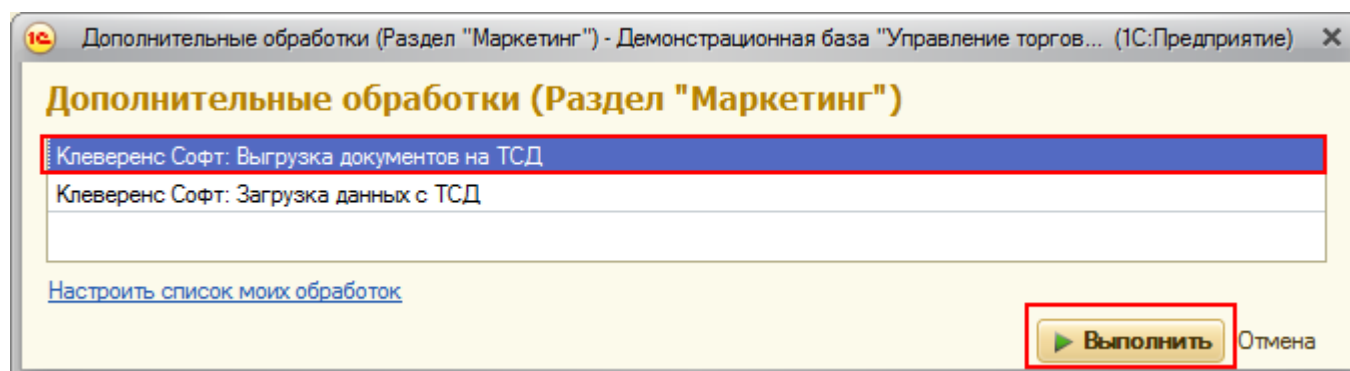 1С Дополнительные обработки (Раздел "Маркетинг") - Демонстрационная база "Управление торгов... (1С:Предприятие)
Дополнительные обработки (Раздел "Маркетинг")
Клеверенс Софт: Выгрузка документов на ТСД
Клеверенс Софт: Загрузка данных с ТСД
Настроить список моих обработок
Выполнить Отмена